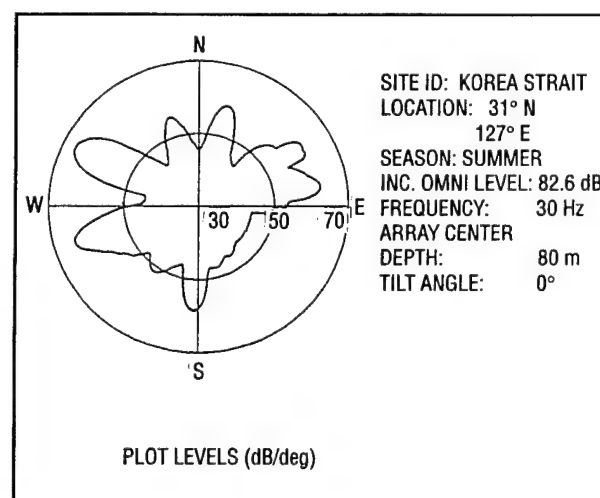 N
W
E
30 50 70
S
PLOT LEVELS (dB/deg)
SITE ID: KOREA STRAIT
LOCATION: 31° N
127° E
SEASON: SUMMER
INC. OMNI LEVEL: 82.6 dB
FREQUENCY: 30 Hz
ARRAY CENTER
DEPTH: 80 m
TILT ANGLE: 0°